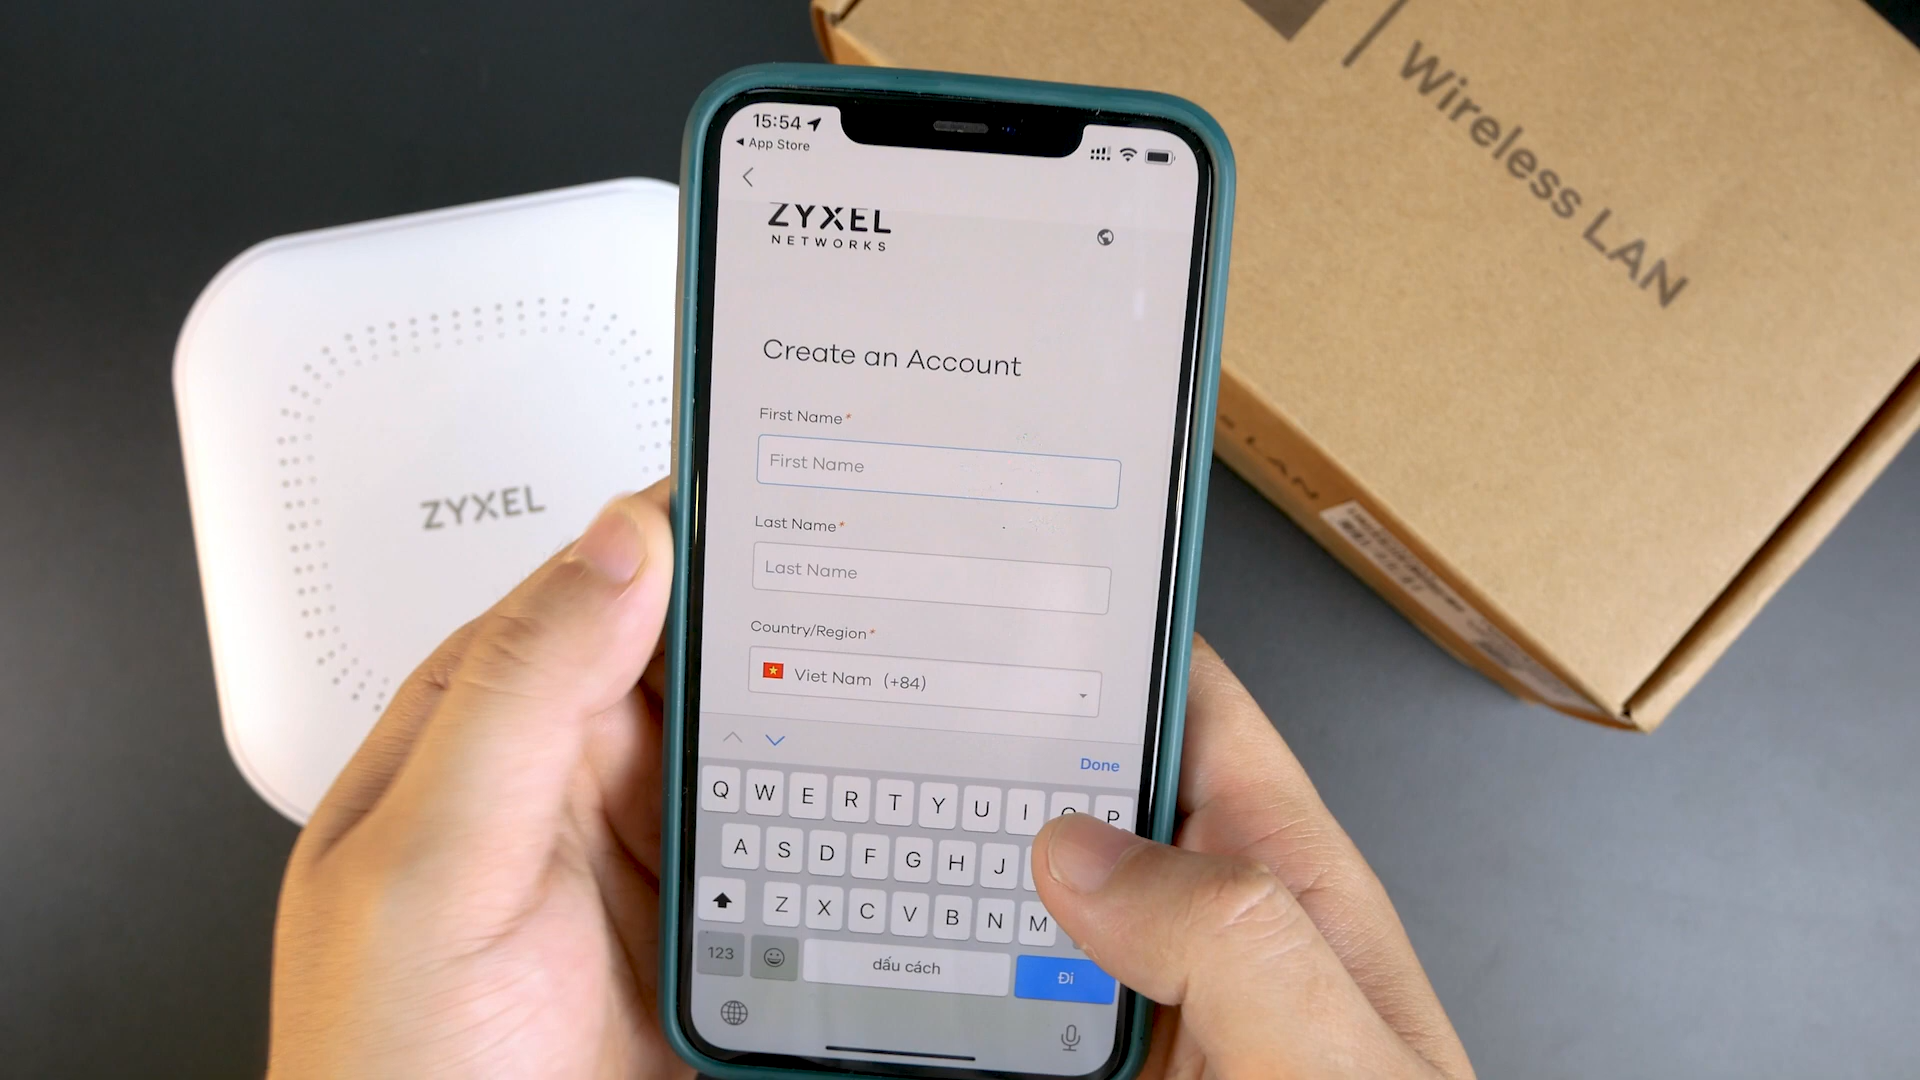 Wireless LAN
15:54
App Store
ZYXEL
NETWORKS
Create an Account
First Name*
First Name
Last Name*
Last Name
Country/Region*
Viet Nam (+84)
Done
Q W E R T Y U I O P
A S D F G H J
Z X C V B N M
123
dấu cách
Đi
ZYXEL
LAN